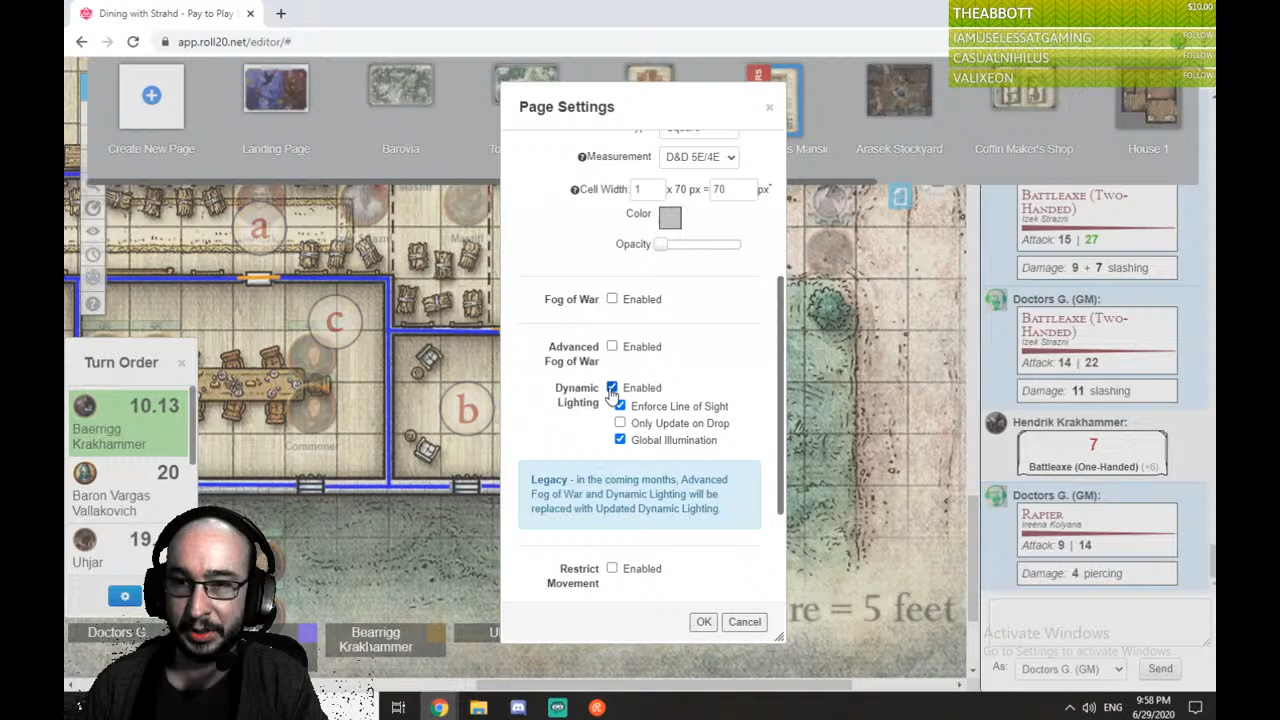 Dining with Strahd - Pay to Play
THEABBOTT
$10.00
IAMUSELESSATGAMING
FOLLOW
CASUALNIHILUS
FOLLOW
VALIXEON
FOLLOW
app.roll20.net/editor/#
Create New Page
Landing Page
Barovia
Arasek Stockyard
Coffin Maker's Shop
House 1
Page Settings
Measurement
D&D 5E/4E
Cell Width:
1
x 70 px =
70
px*
Color
Opacity
Fog of War
Enabled
Advanced
Fog of War
Enabled
Dynamic
Lighting
Enabled
Enforce Line of Sight
Only Update on Drop
Global Illumination
Legacy - in the coming months, Advanced
Fog of War and Dynamic Lighting will be
replaced with Updated Dynamic Lighting.
Restrict
Movement
Enabled
OK
Cancel
a
c
b
Commoner
Mastiff
Turn Order
10.13
Baerrigg
Krakhammer
20
Baron Vargas
Vallakovich
19.
Uhjar
Doctors G.
Bearrigg
Krakhammer
re = 5 feet
BATTLEAXE (TWO-
HANDED)
Izek Strazni
Attack: 15 | 27
Damage: 9 + 7 slashing
Doctors G. (GM):
BATTLEAXE (TWO-
HANDED)
Izek Strazni
Attack: 14 | 22
Damage: 11 slashing
Hendrik Krakhammer:
7
Battleaxe (One-Handed) (+6)
Doctors G. (GM):
RAPIER
Ireena Kolyana
Attack: 9 | 14
Damage: 4 piercing
Activate Windows
Go to Settings to activate Windows.
As:
Doctors G. (GM)
Send
ENG
9:58 PM
6/29/2020